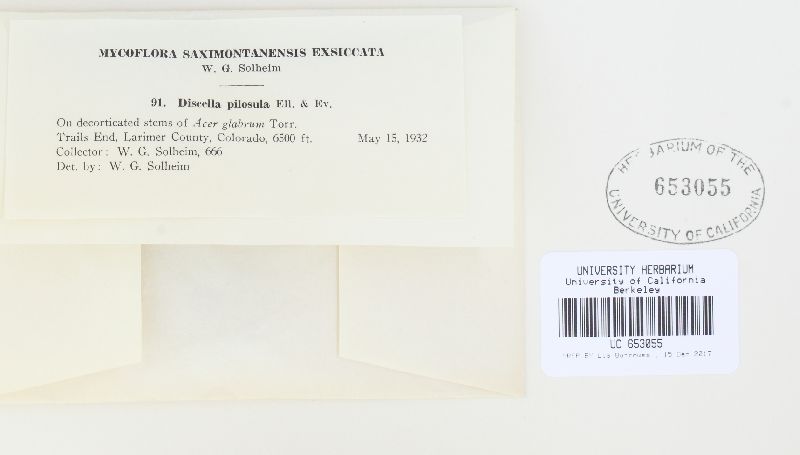 MYCOFLORA SAXIMONTANENSIS EXSICCATA
W. G. Solheim
91. Discella pilosula Ell. & Ev.
On decorticated stems of Acer glabrum Torr.
Trails End, Larimer County, Colorado, 6500 ft. May 15, 1932
Collector: W. G. Solheim, 666
Det. by: W. G. Solheim
HERBARIUM OF THE
653055
UNIVERSITY OF CALIFORNIA
UNIVERSITY HERBARIUM
University of California
Berkeley
UC 653055
2017